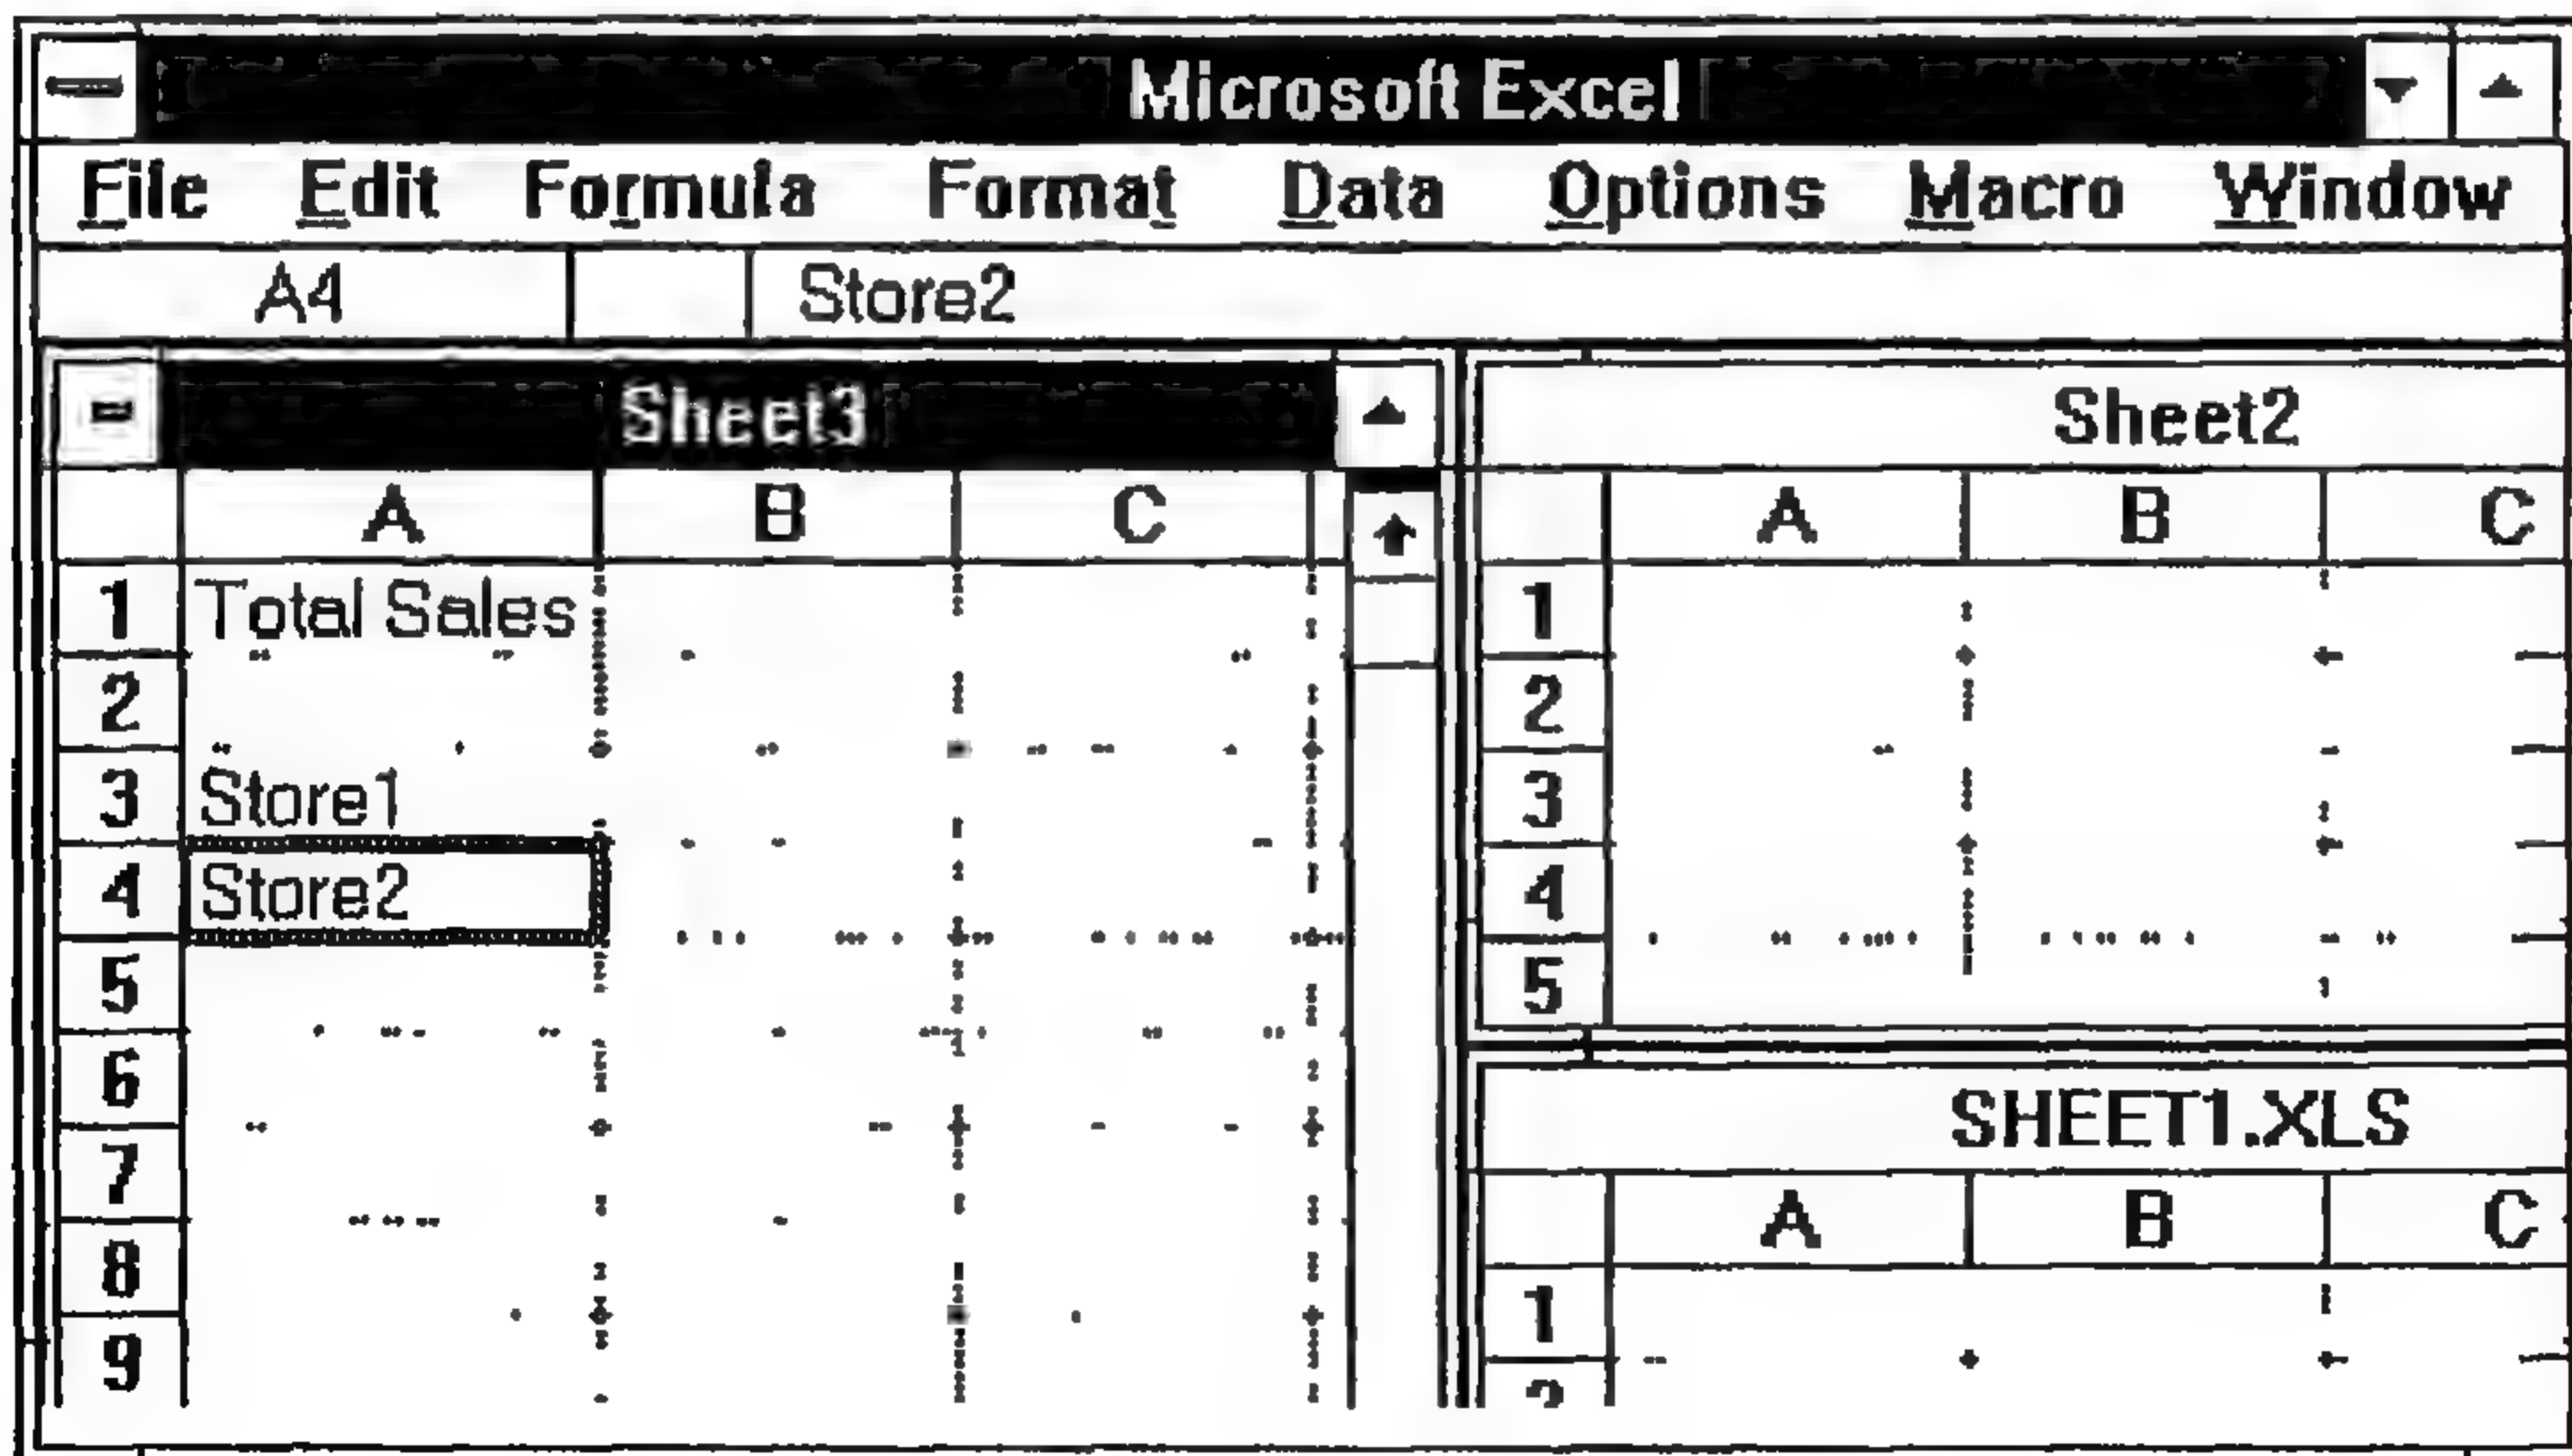 Microsoft Excel
File Edit Formula Format Data Options Macro Window
A4 Store2
Sheet3
A B C
1 Total Sales
2
3 Store1
4 Store2
5
6
7
8
9
Sheet2
A B C
1
2
3
4
5
SHEET1.XLS
A B C
1